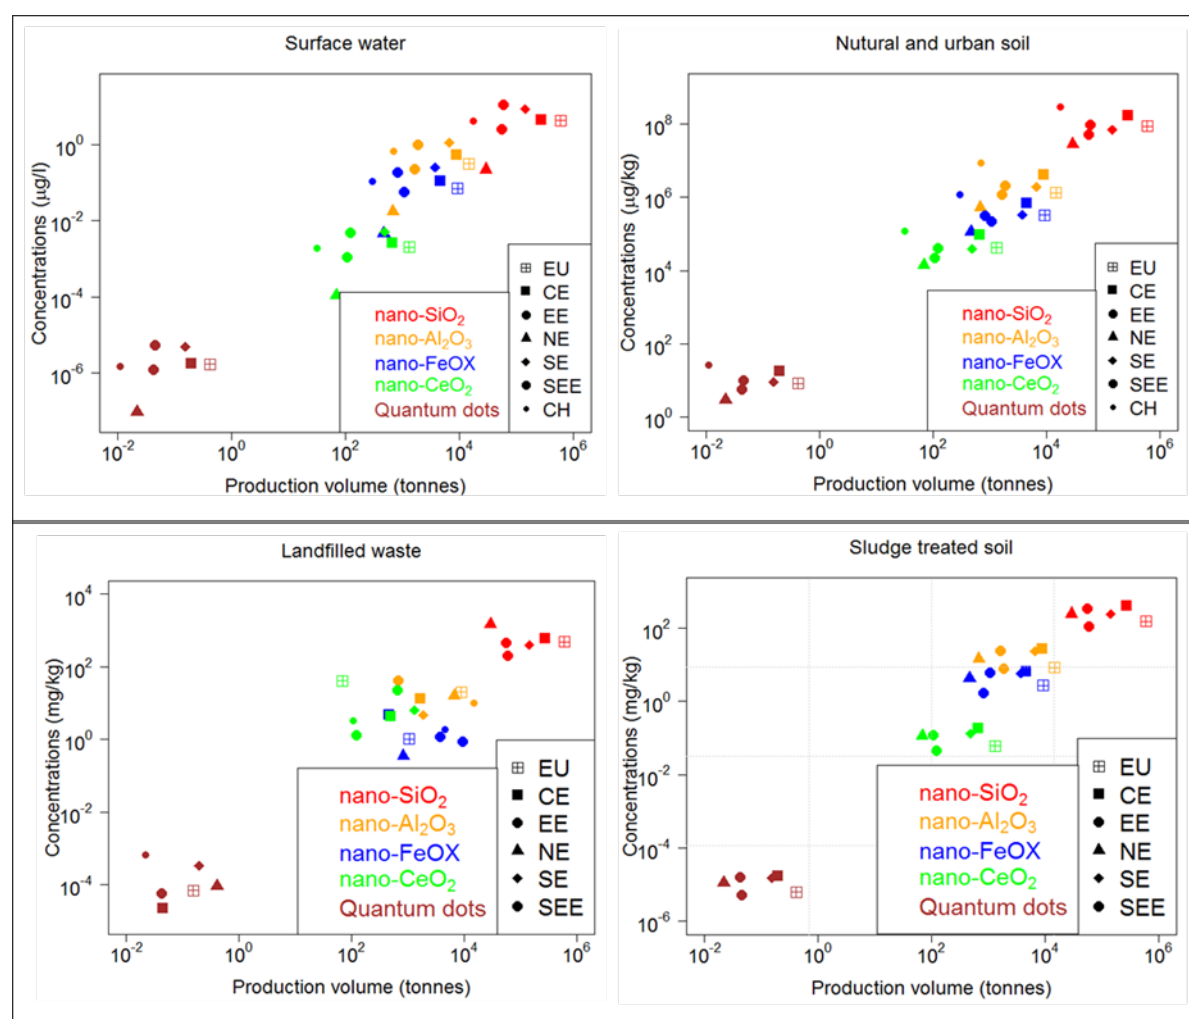 Surface water
Concentrations (µg/l)
10^0
10^-2
10^-4
10^-6
nano-SiO₂
nano-Al₂O₃
nano-FeOX
nano-CeO₂
Quantum dots
EU
CE
EE
NE
SE
SEE
CH
10^-2 10^0 10^2 10^4 10^6
Production volume (tonnes)
Nutural and urban soil
Concentrations (µg/kg)
10^8
10^6
10^4
10^2
10^0
nano-SiO₂
nano-Al₂O₃
nano-FeOX
nano-CeO₂
Quantum dots
EU
CE
EE
NE
SE
SEE
CH
10^-2 10^0 10^2 10^4 10^6
Production volume (tonnes)
Landfilled waste
Concentrations (mg/kg)
10^4
10^2
10^0
10^-2
10^-4
nano-SiO₂
nano-Al₂O₃
nano-FeOX
nano-CeO₂
Quantum dots
EU
CE
EE
NE
SE
SEE
10^-2 10^0 10^2 10^4 10^6
Production volume (tonnes)
Sludge treated soil
Concentrations (mg/kg)
10^2
10^0
10^-2
10^-4
10^-6
nano-SiO₂
nano-Al₂O₃
nano-FeOX
nano-CeO₂
Quantum dots
EU
CE
EE
NE
SE
SEE
10^-2 10^0 10^2 10^4 10^6
Production volume (tonnes)